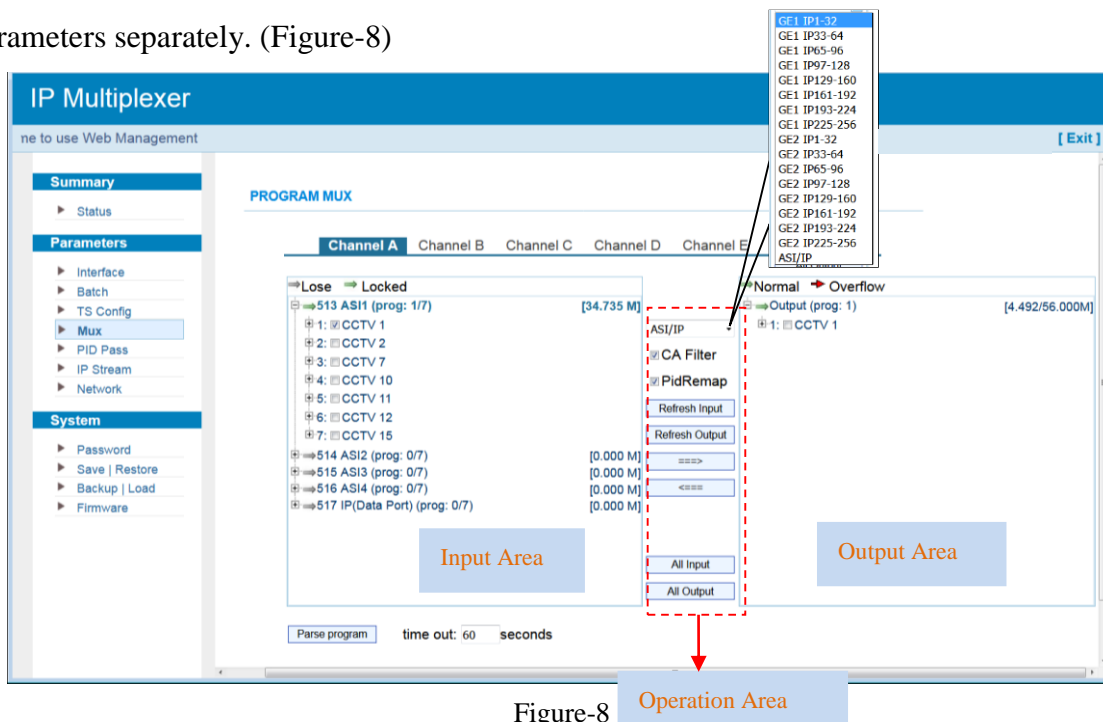 rameters separately. (Figure-8)
GE1 IP1-32
GE1 IP33-64
GE1 IP65-96
GE1 IP97-128
GE1 IP129-160
GE1 IP161-192
GE1 IP193-224
GE1 IP225-256
GE2 IP1-32
GE2 IP33-64
GE2 IP65-96
GE2 IP97-128
GE2 IP129-160
GE2 IP161-192
GE2 IP193-224
GE2 IP225-256
ASI/IP
IP Multiplexer
ne to use Web Management
[ Exit ]
Summary
Status
Parameters
Interface
Batch
TS Config
Mux
PID Pass
IP Stream
Network
System
Password
Save | Restore
Backup | Load
Firmware
PROGRAM MUX
Channel A Channel B Channel C Channel D Channel E
Lose Locked
513 ASI1 (prog: 1/7) [34.735 M]
1: CCTV 1
2: CCTV 2
3: CCTV 7
4: CCTV 10
5: CCTV 11
6: CCTV 12
7: CCTV 15
514 ASI2 (prog: 0/7) [0.000 M]
515 ASI3 (prog: 0/7) [0.000 M]
516 ASI4 (prog: 0/7) [0.000 M]
517 IP(Data Port) (prog: 0/7) [0.000 M]
Input Area
ASI/IP
CA Filter
PidRemap
Refresh Input
Refresh Output
===>
<===
All Input
All Output
Normal Overflow
Output (prog: 1) [4.492/56.000M]
1: CCTV 1
Output Area
Parse program time out: 60 seconds
Operation Area
Figure-8